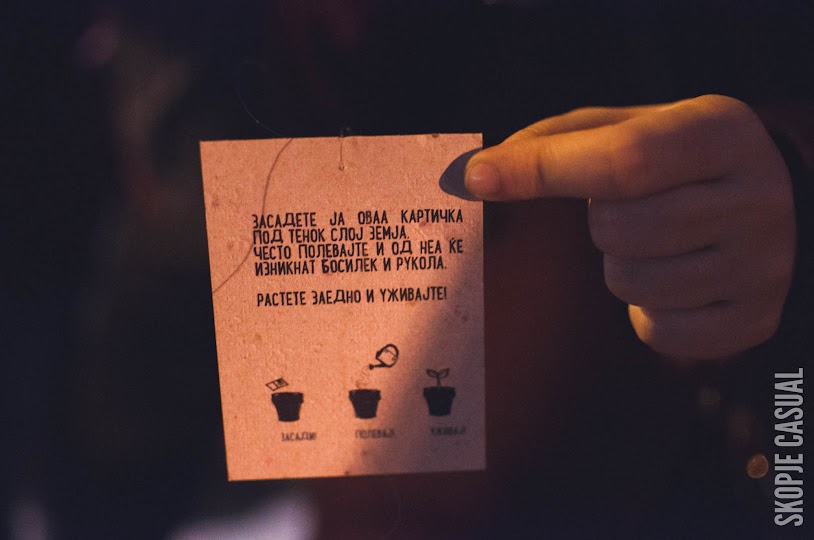 ЗАСАДЕТЕ ЈА ОВАА КАРТИЧКА
ПОД ТЕНОК СЛОЈ ЗЕМЈА.
ЧЕСТО ПОЛЕВАЈТЕ И ОД НЕА ЌЕ
ИЗНИКНАТ БОСИЛЕК И РУКОЛА.
РАСТЕТЕ ЗАЕДНО И УЖИВАЈТЕ!
ЗАСАДИ! ПОЛЕВАЈ! УЖИВАЈ!
SKOPJE CASUAL